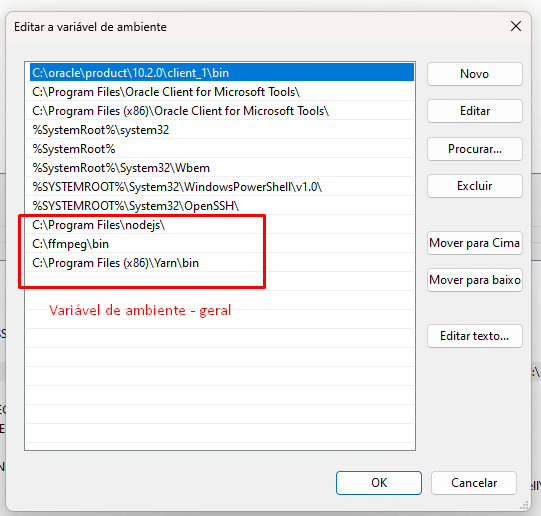 Editar a variável de ambiente
C:\oracle\product\10.2.0\client_1\bin
C:\Program Files\Oracle Client for Microsoft Tools\
C:\Program Files (x86)\Oracle Client for Microsoft Tools\
%SystemRoot%\system32
%SystemRoot%
%SystemRoot%\System32\Wbem
%SYSTEMROOT%\System32\WindowsPowerShell\v1.0\
%SYSTEMROOT%\System32\OpenSSH\
C:\Program Files\nodejs\
C:\ffmpeg\bin
C:\Program Files (x86)\Yarn\bin
Variável de ambiente - geral
Novo
Editar
Procurar...
Excluir
Mover para Cima
Mover para baixo
Editar texto...
OK
Cancelar